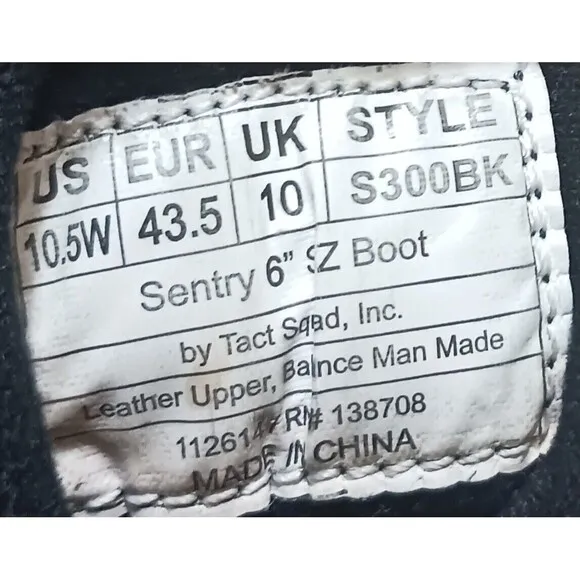 US EUR UK STYLE
10.5W 43.5 10 S300BK
Sentry 6" SZ Boot
by Tact Squad, Inc.
Leather Upper, Balance Man Made
RN# 138708
MADE IN CHINA